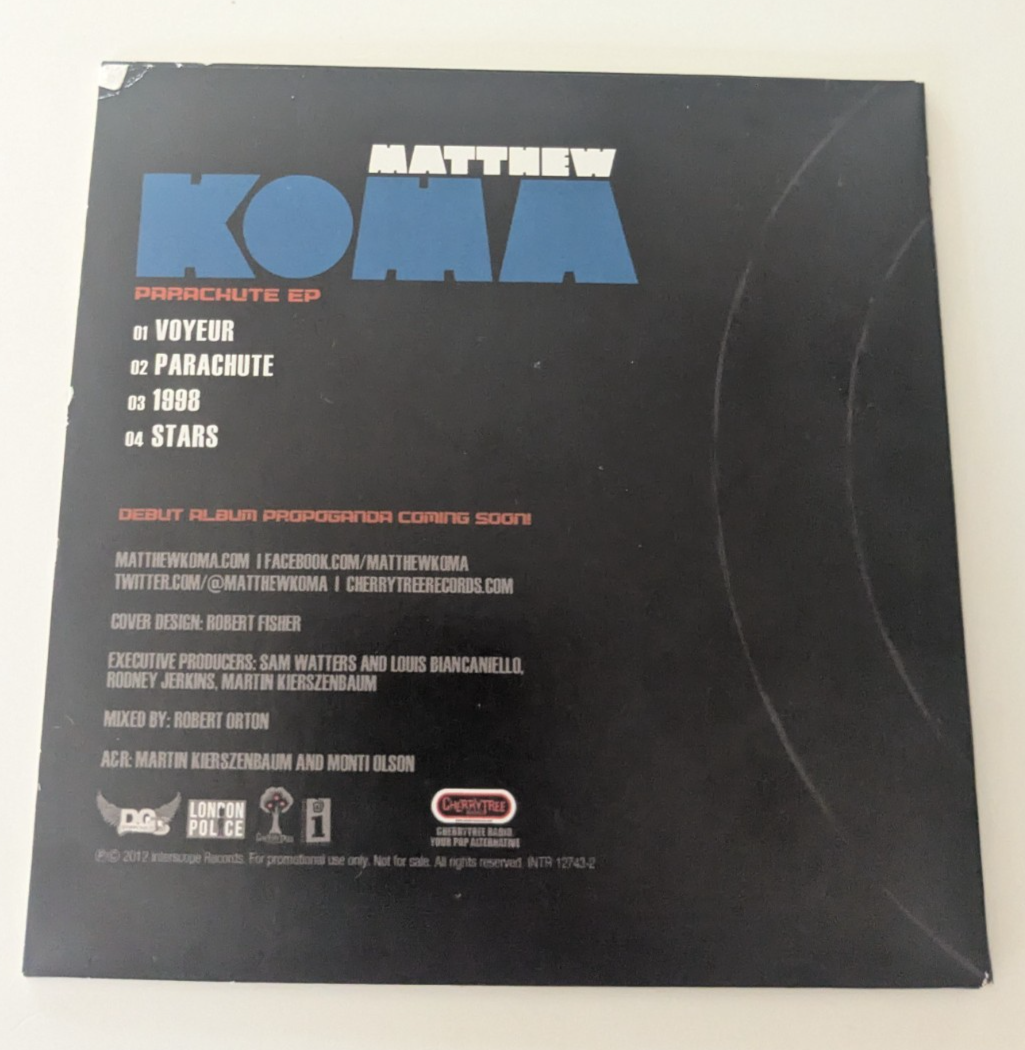 MATTHEW
KOMA
PARACHUTE EP
01 VOYEUR
02 PARACHUTE
03 1998
04 STARS
DEBUT ALBUM PROPOGANDA COMING SOON!
MATTHEWKOMA.COM | FACEBOOK.COM/MATTHEWKOMA
TWITTER.COM/@MATTHEWKOMA | CHERRYTREERECORDS.COM
COVER DESIGN: ROBERT FISHER
EXECUTIVE PRODUCERS: SAM WATTERS AND LOUIS BIANCANIELLO,
RODNEY JERKINS, MARTIN KIERSZENBAUM
MIXED BY: ROBERT ORTON
A&R: MARTIN KIERSZENBAUM AND MONTI OLSON
LONDON
POLICE
CHERRYTREE
i
CHERRYTREE
RADIO
CHERRYTREE RADIO.
YOUR POP ALTERNATIVE
℗© 2012 Interscope Records. For promotional use only. Not for sale. All rights reserved. INTR 12743-2